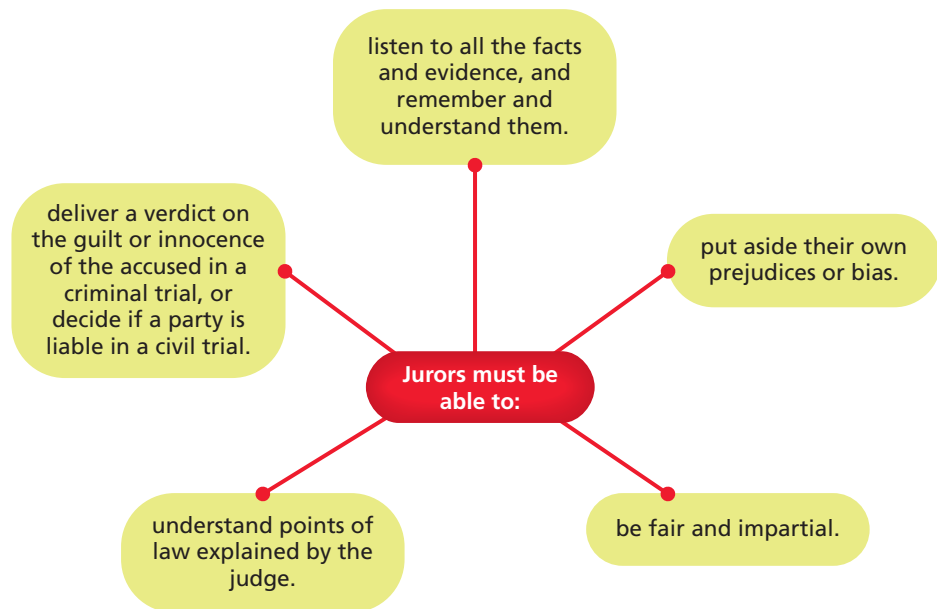 listen to all the facts
and evidence, and
remember and
understand them.
deliver a verdict on
the guilt or innocence
of the accused in a
criminal trial, or
decide if a party is
liable in a civil trial.
put aside their own
prejudices or bias.
Jurors must be
able to:
understand points of
law explained by the
judge.
be fair and impartial.